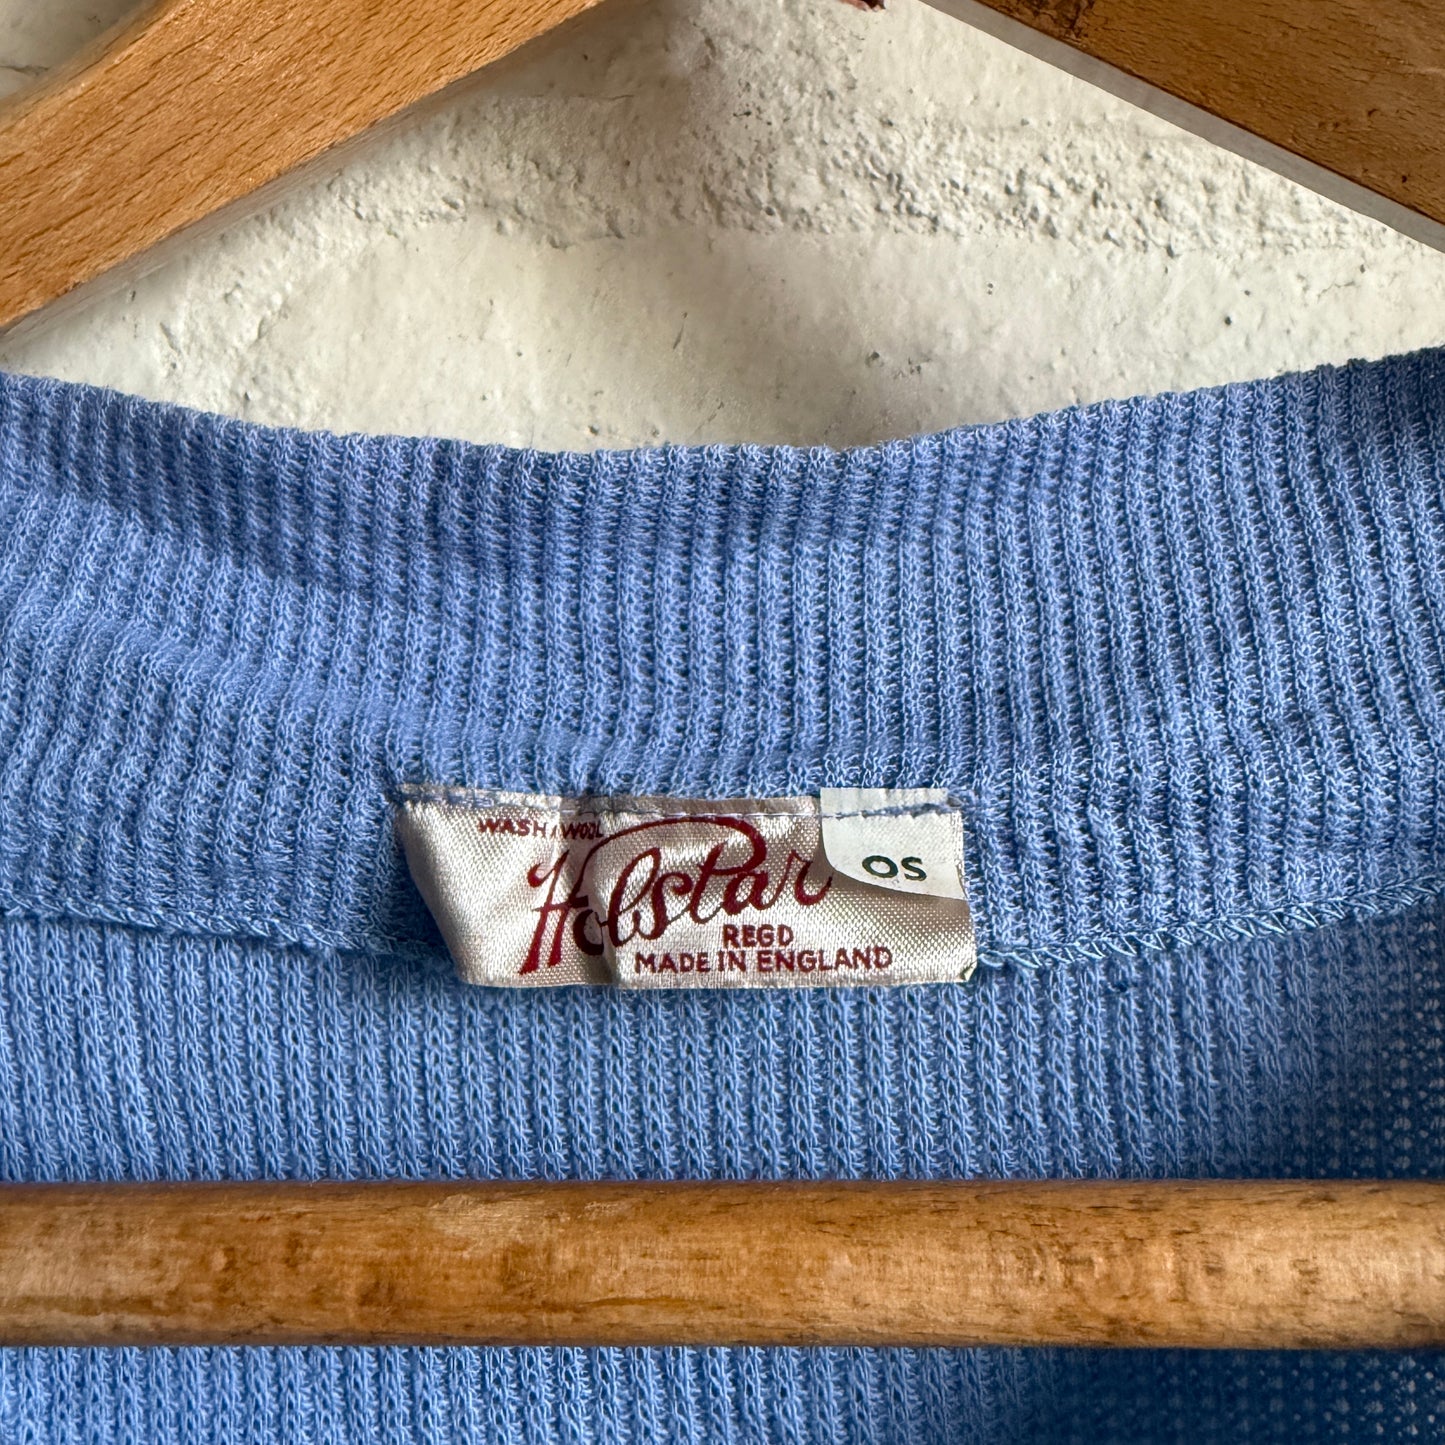 WASH WOOL
Holstar
OS
REGD
MADE IN ENGLAND